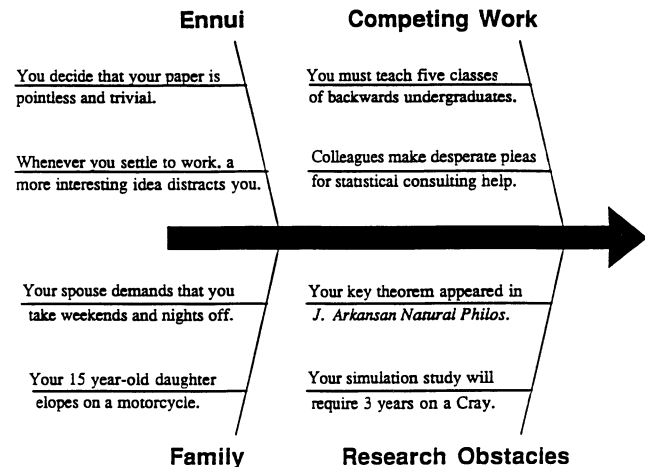 Ennui
Competing Work
You decide that your paper is
pointless and trivial.
You must teach five classes
of backwards undergraduates.
Whenever you settle to work, a
more interesting idea distracts you.
Colleagues make desperate pleas
for statistical consulting help.
Your spouse demands that you
take weekends and nights off.
Your key theorem appeared in
J. Arkansan Natural Philos.
Your 15 year-old daughter
elopes on a motorcycle.
Your simulation study will
require 3 years on a Cray.
Family
Research Obstacies